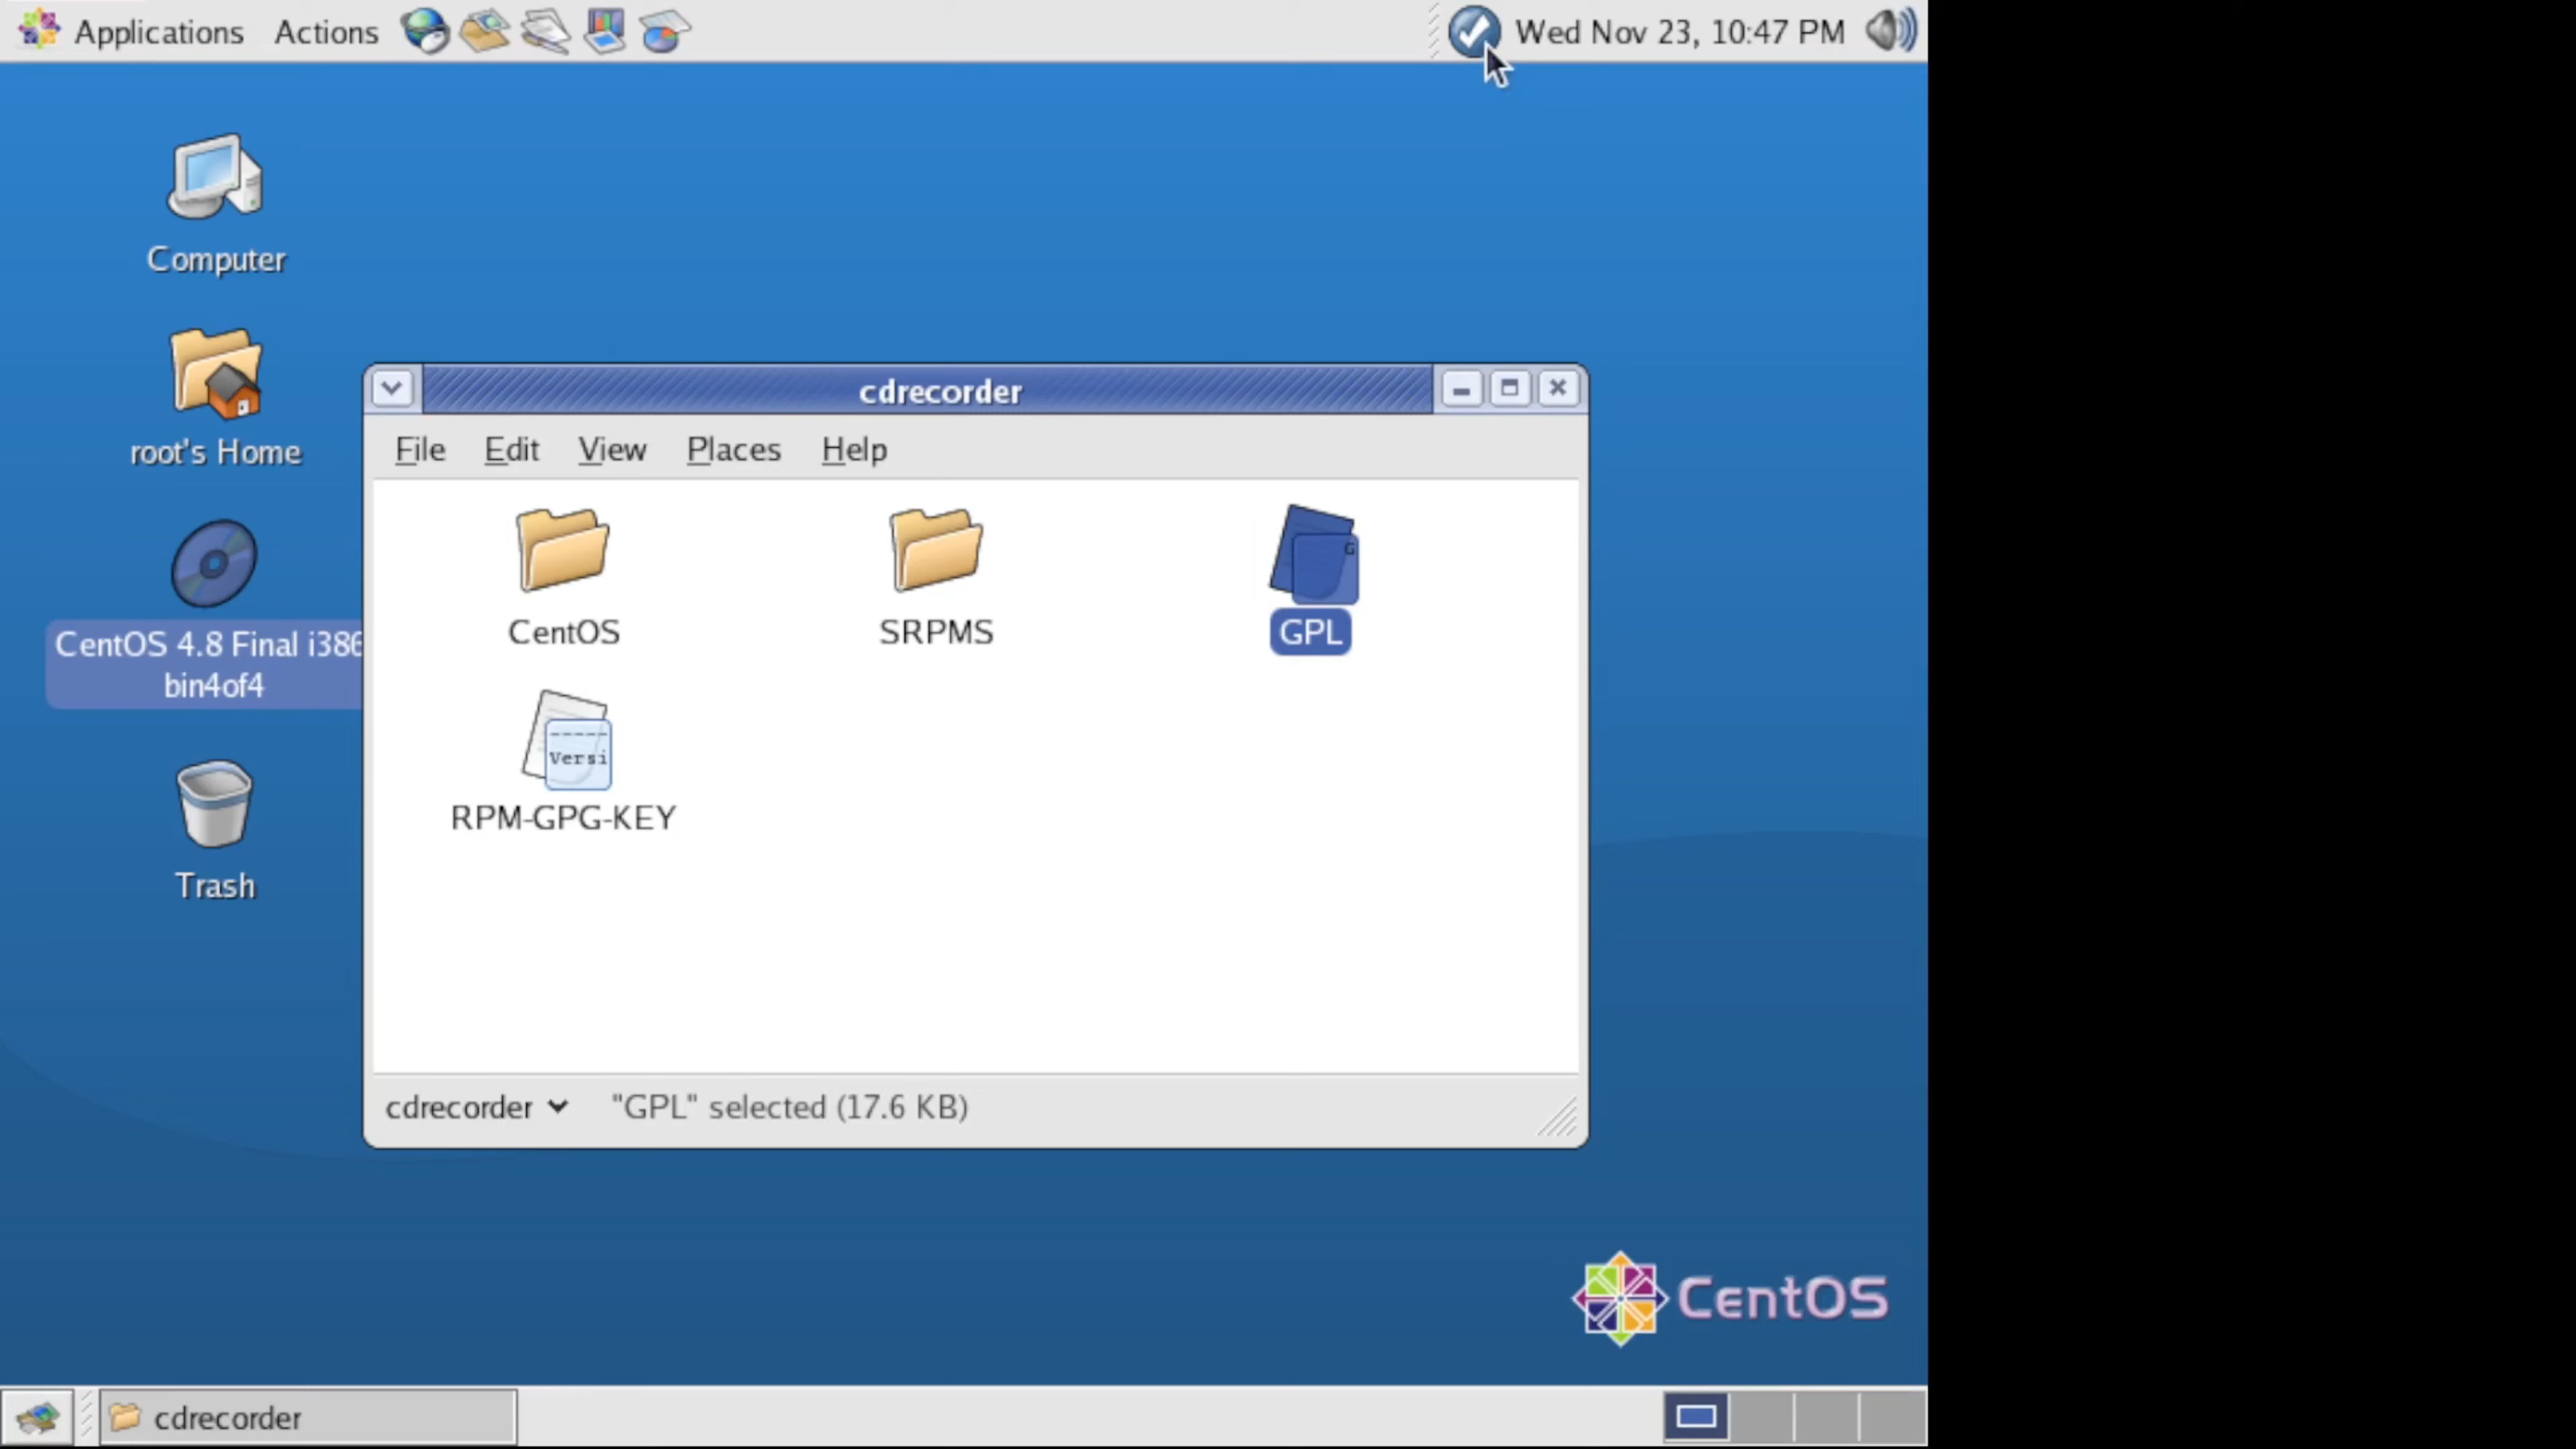 Applications Actions Wed Nov 23, 10:47 PM
Computer
root's Home
CentOS 4.8 Final i386
bin4of4
Trash
cdrecorder
File Edit View Places Help
CentOS SRPMS GPL
G
Versi
RPM-GPG-KEY
cdrecorder "GPL" selected (17.6 KB)
CentOS
cdrecorder